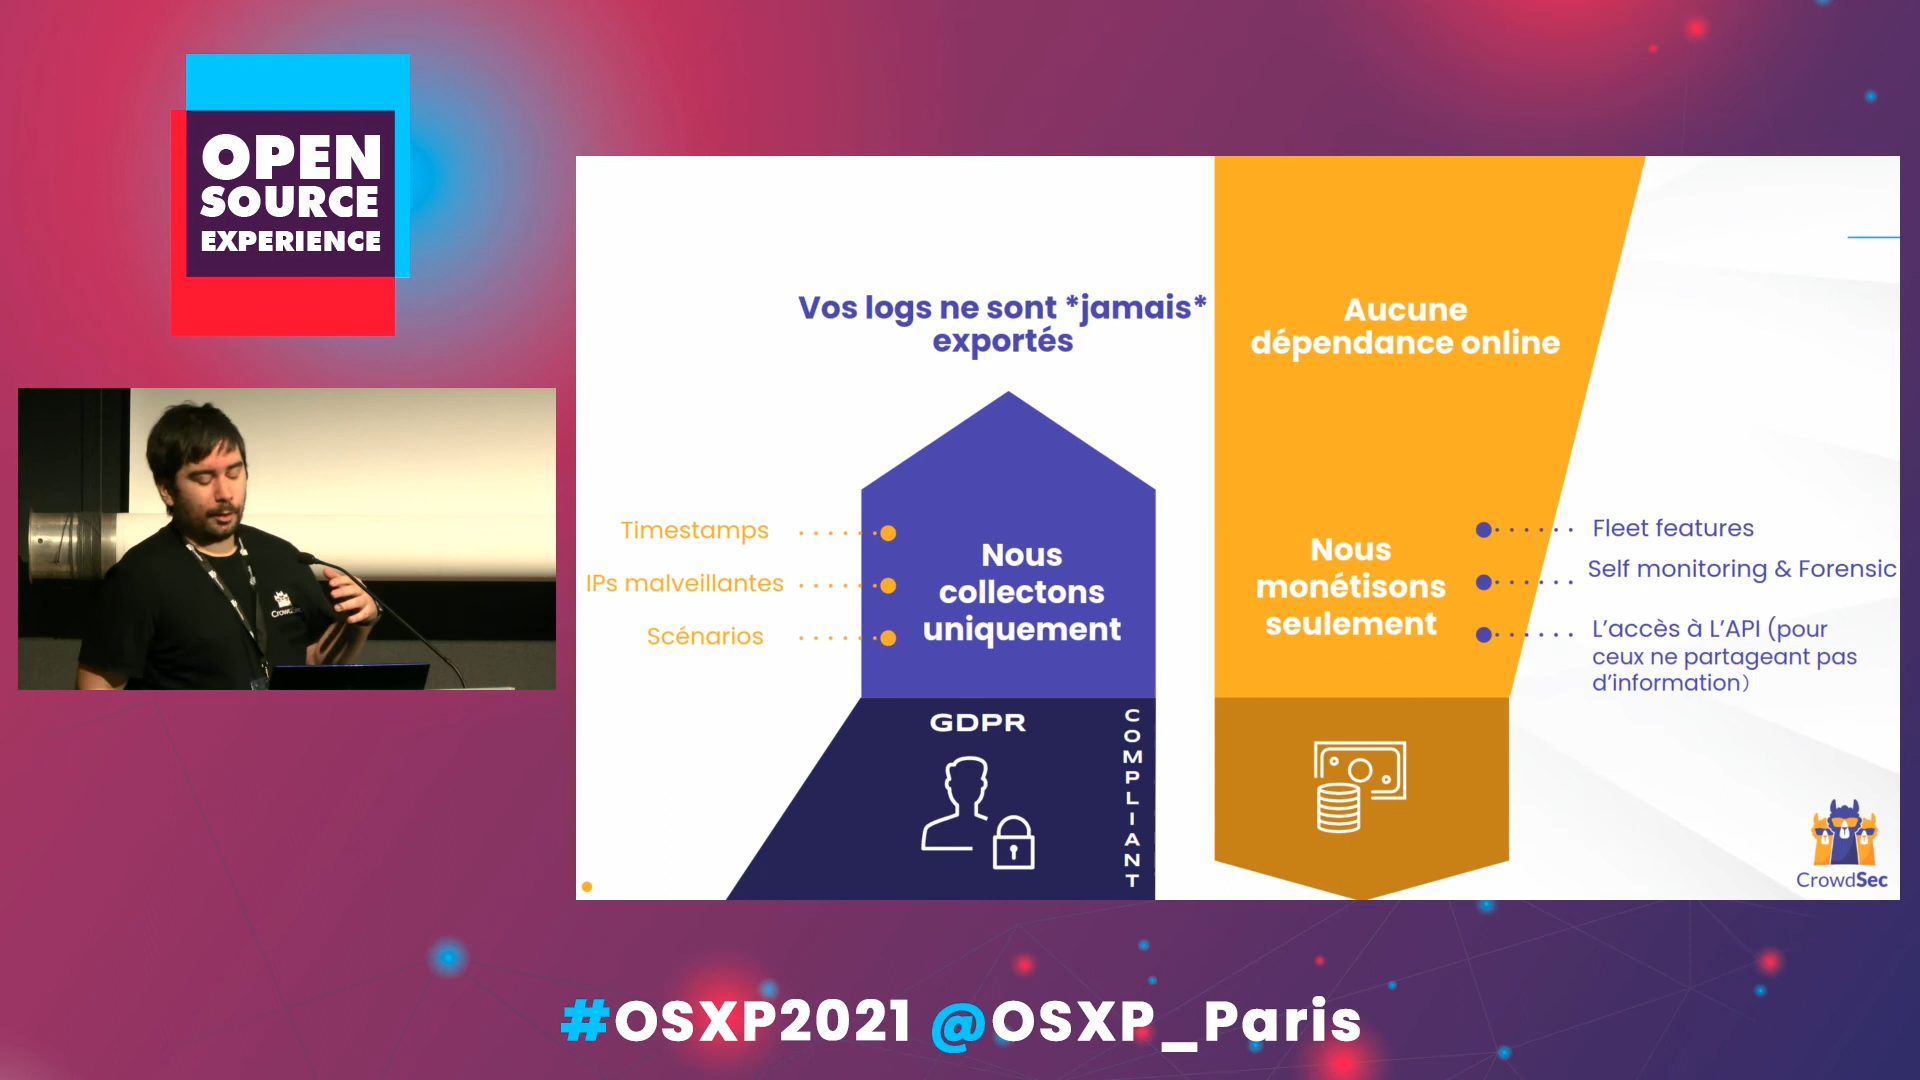 OPEN
SOURCE
EXPERIENCE
Vos logs ne sont *jamais*
exportés
Timestamps
IPs malveillantes
Scénarios
Nous
collectons
uniquement
GDPR
COMPLIANT
Aucune
dépendance online
Nous
monétisons
seulement
Fleet features
Self monitoring & Forensic
L’accès à L’API (pour
ceux ne partageant pas
d’information)
CrowdSec
#OSXP2021 @OSXP_Paris